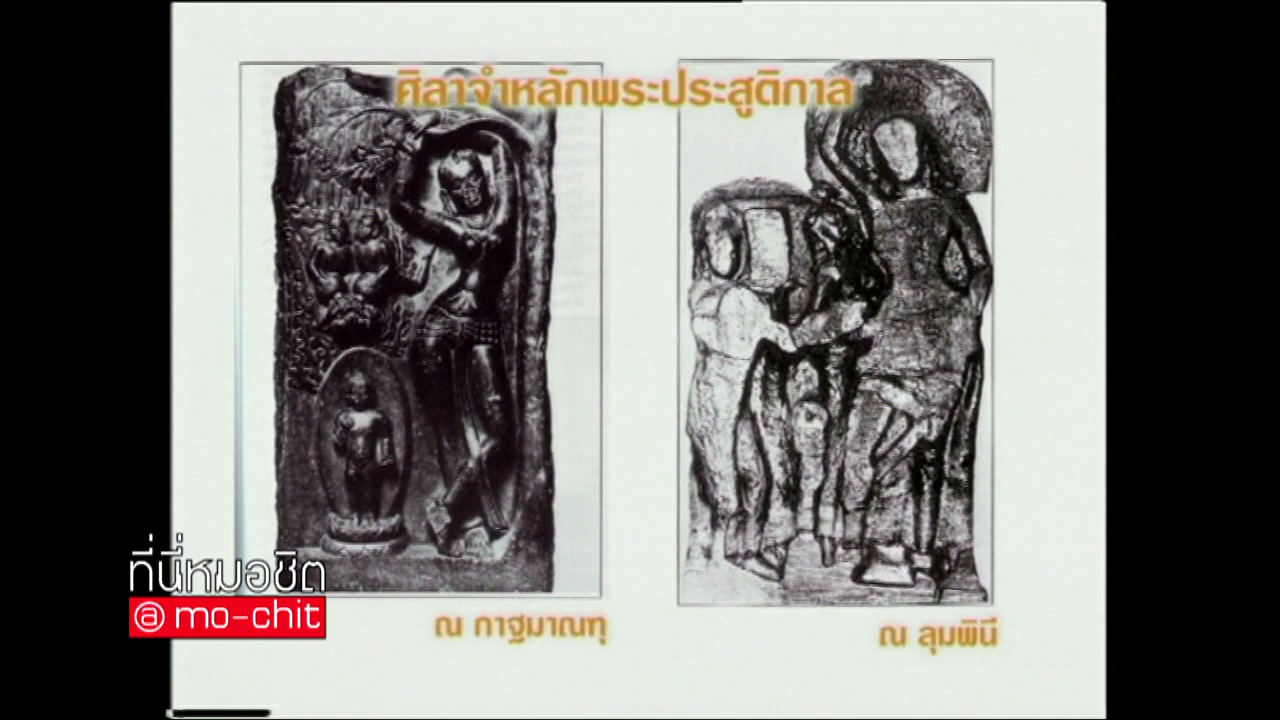 ศิลาจำหลักพระประสูติกาล
ณ กาฐมาณฑุ
ณ ลุมพินี
ที่นี่หมอชิต
@ mo-chit